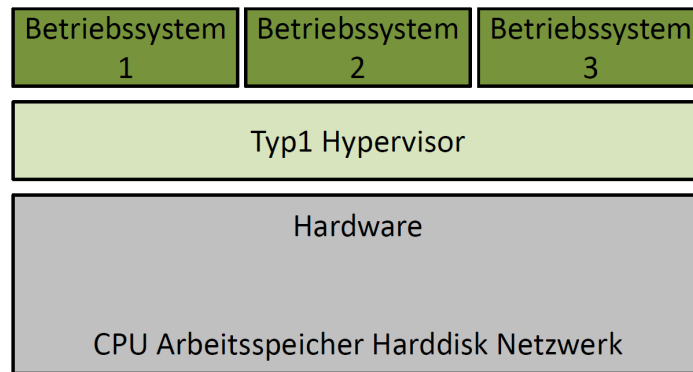 Betriebssystem
1
Betriebssystem
2
Betriebssystem
3
Typ1 Hypervisor
Hardware
CPU Arbeitsspeicher Harddisk Netzwerk